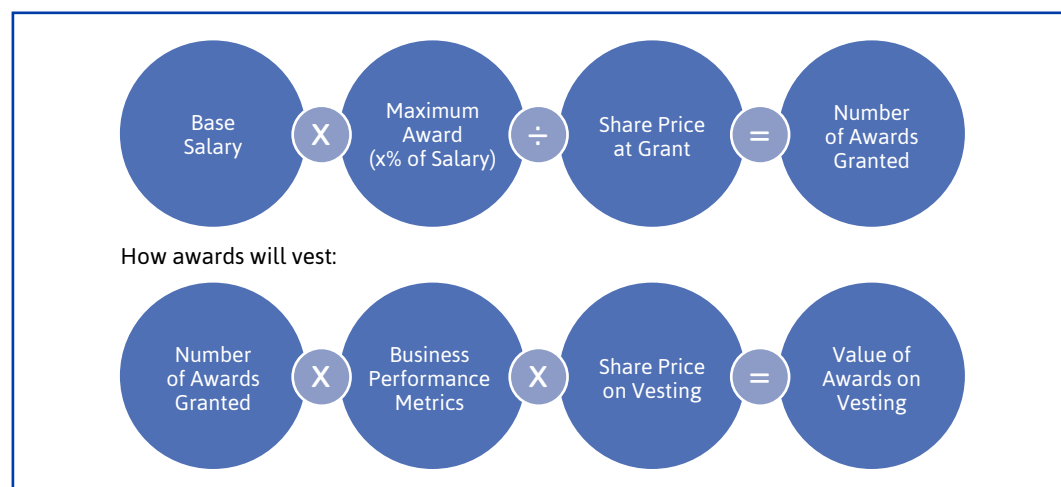 Base
Salary
X
Maximum
Award
(x% of Salary)
÷
Share Price
at Grant
=
Number
of Awards
Granted
How awards will vest:
Number
of Awards
Granted
X
Business
Performance
Metrics
X
Share Price
on Vesting
=
Value of
Awards on
Vesting